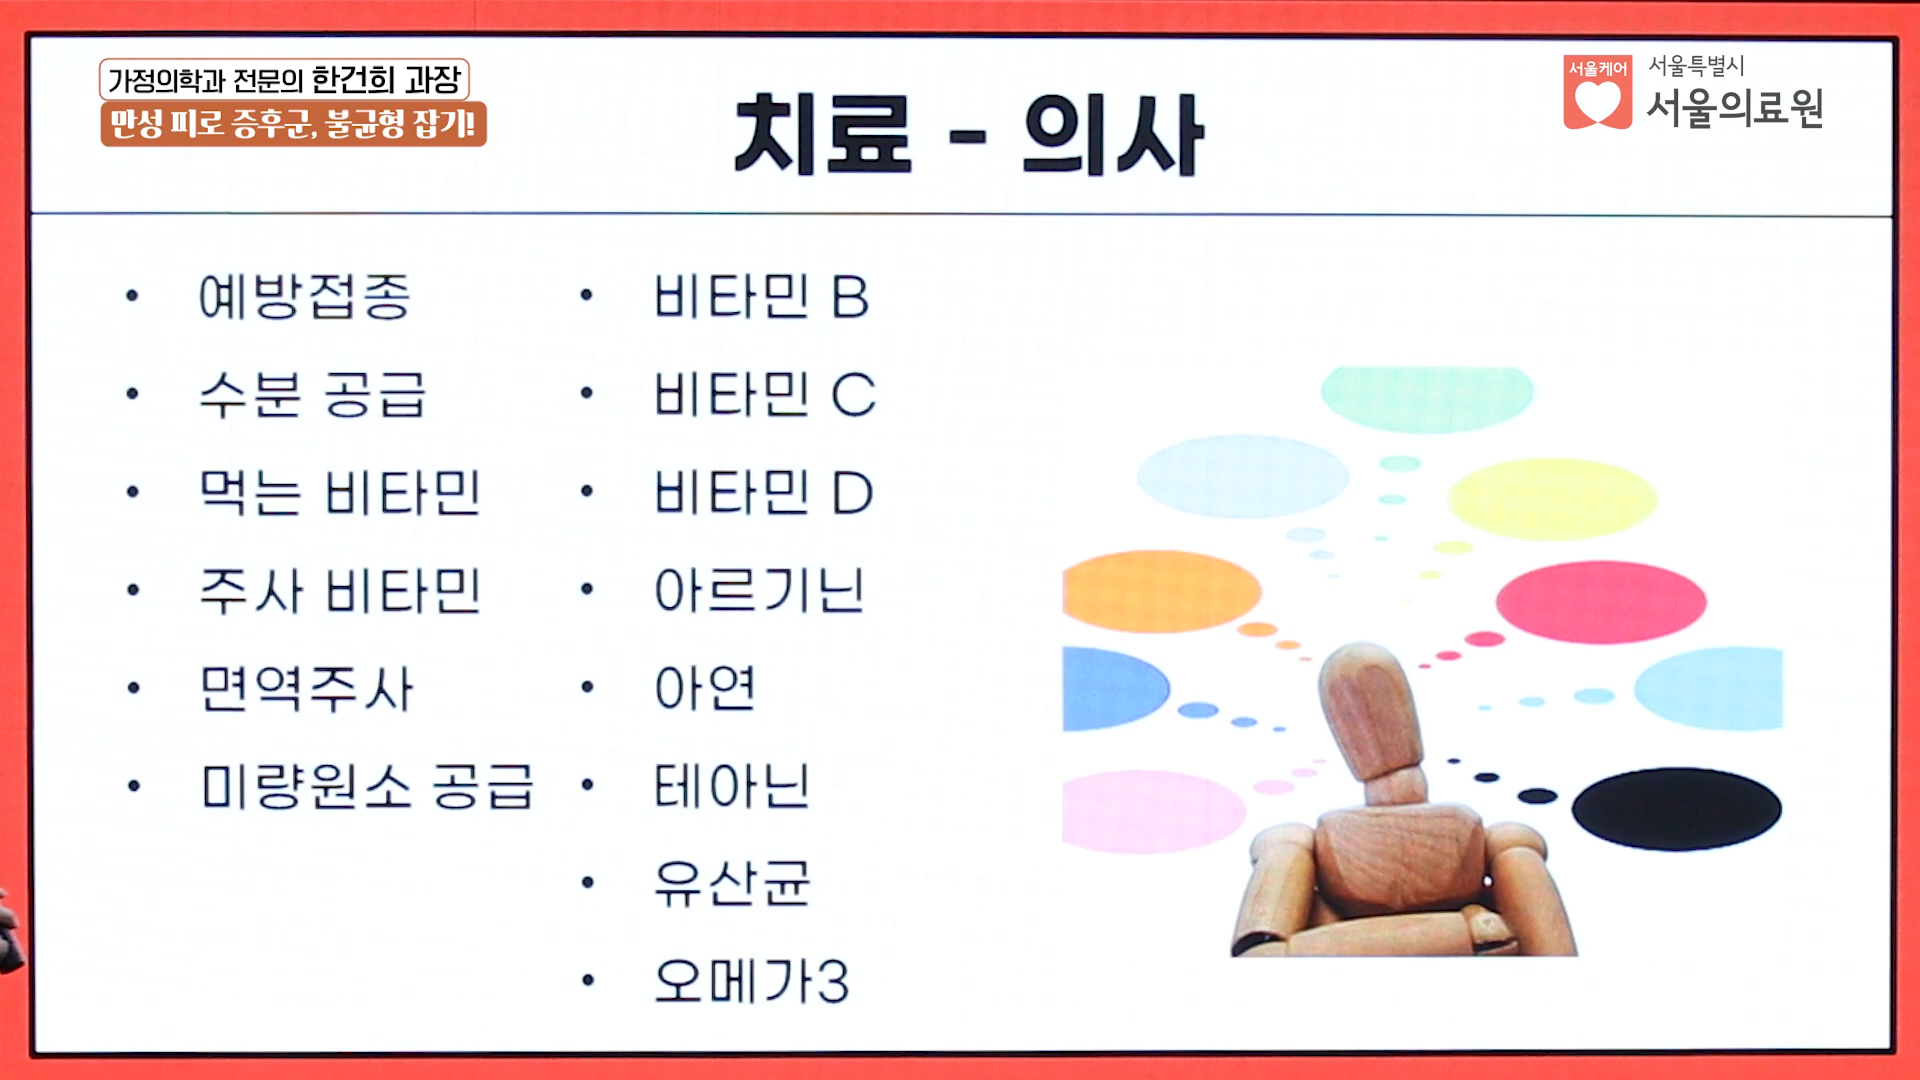 가정의학과 전문의 한건희 과장
만성 피로 증후군, 불균형 잡기!
서울케어
서울특별시
서울의료원
치료 - 의사
• 예방접종
• 수분 공급
• 먹는 비타민
• 주사 비타민
• 면역주사
• 미량원소 공급
• 비타민 B
• 비타민 C
• 비타민 D
• 아르기닌
• 아연
• 테아닌
• 유산균
• 오메가3